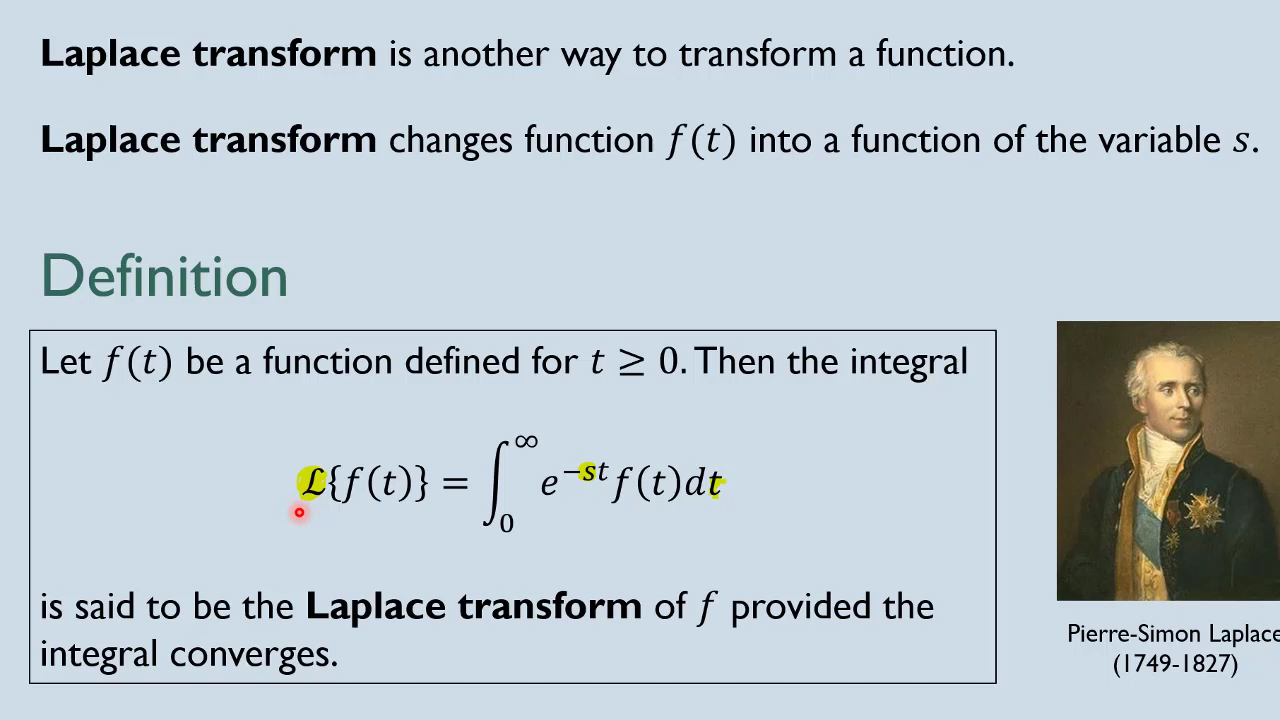 Laplace transform is another way to transform a function.
Laplace transform changes function f(t) into a function of the variable s.
Definition
Let f(t) be a function defined for t ≥ 0. Then the integral
ℒ{f(t)} = ∫₀^∞ e^{−st} f(t)dt
is said to be the Laplace transform of f provided the
integral converges.
Pierre-Simon Laplace
(1749-1827)